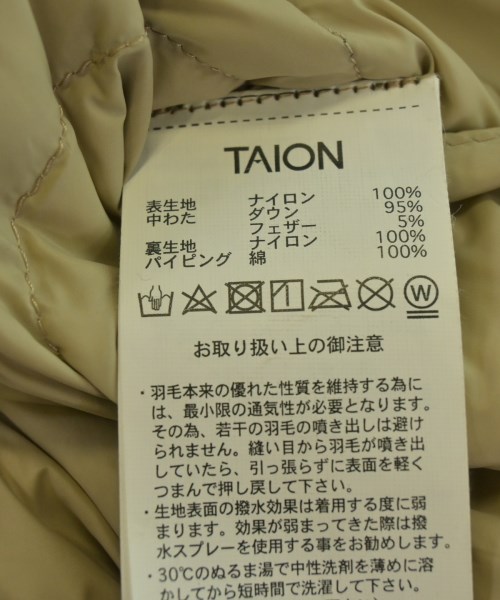 TAION
表生地 ナイロン 100%
中わた ダウン 95%
フェザー 5%
裏生地 ナイロン 100%
パイピング 綿 100%
W
お取り扱い上の御注意
・羽毛本来の優れた性質を維持する為に
は、最小限の通気性が必要となります。
その為、若干の羽毛の噴き出しは避け
られません。縫い目から羽毛が噴き出
していたら、引っ張らずに表面を軽く
つまんで押し戻して下さい。
・生地表面の撥水効果は着用する度に弱
まります。効果が弱まってきた際は撥
水スプレーを使用する事をお勧めします。
・30℃のぬるま湯で中性洗剤を薄めに溶
かしてから短時間で洗濯して下さい。